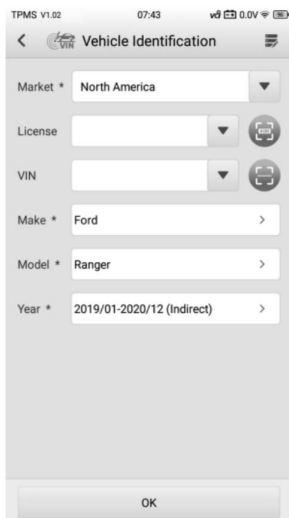 TPMS V1.02 07:43 0.0V
VIN Vehicle Identification
Market * North America
License
VIN
Make * Ford
Model * Ranger
Year * 2019/01-2020/12 (Indirect)
OK